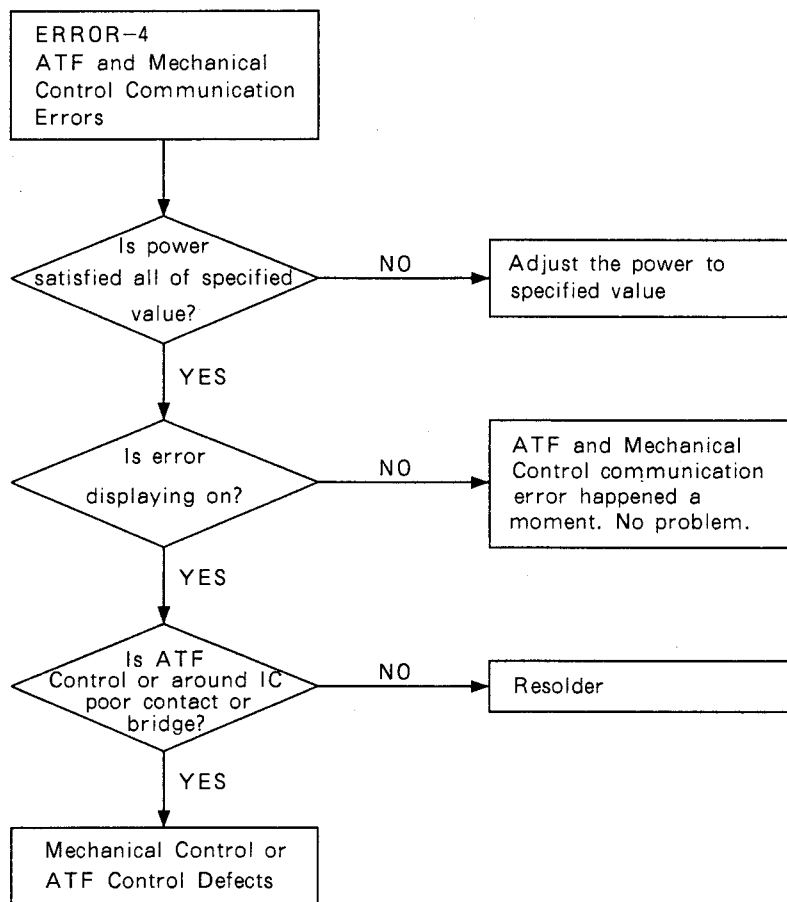 ERROR-4
ATF and Mechanical
Control Communication
Errors
Is power
satisfied all of specified
value?
NO
Adjust the power to
specified value
YES
Is error
displaying on?
NO
ATF and Mechanical
Control communication
error happened a
moment. No problem.
YES
Is ATF
Control or around IC
poor contact or
bridge?
NO
Resolder
YES
Mechanical Control or
ATF Control Defects